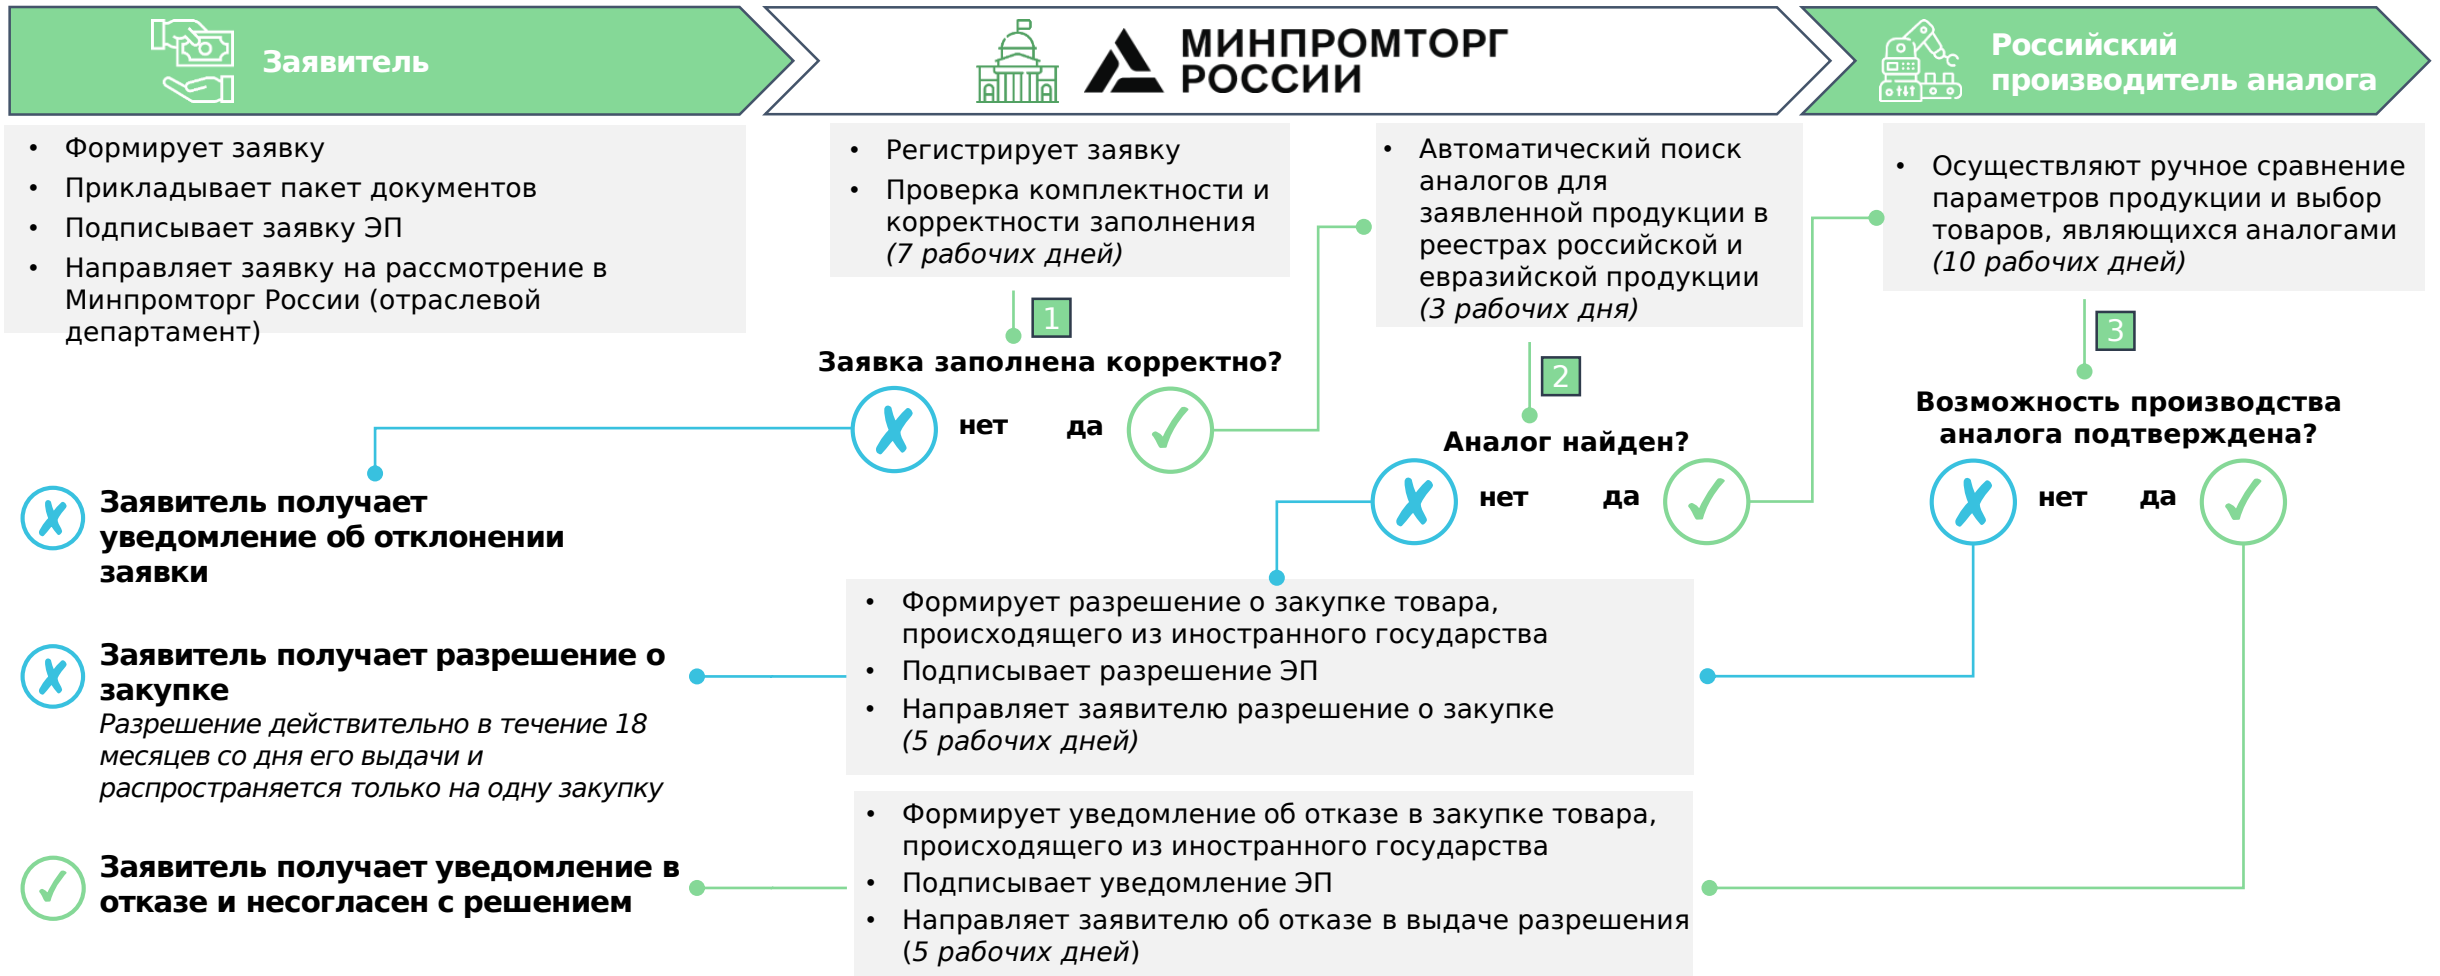 Заявитель
МИНПРОМТОРГ
РОССИИ
Российский
производитель аналога
• Формирует заявку
• Прикладывает пакет документов
• Подписывает заявку ЭП
• Направляет заявку на рассмотрение в
Минпромторг России (отраслевой
департамент)
• Регистрирует заявку
• Проверка комплектности и
корректности заполнения
(7 рабочих дней)
• Автоматический поиск
аналогов для
заявленной продукции в
реестрах российской и
евразийской продукции
(3 рабочих дня)
• Осуществляют ручное сравнение
параметров продукции и выбор
товаров, являющихся аналогами
(10 рабочих дней)
1
Заявка заполнена корректно?
нет да
2
Аналог найден?
нет да
3
Возможность производства
аналога подтверждена?
нет да
Заявитель получает
уведомление об отклонении
заявки
Заявитель получает разрешение о
закупке
Разрешение действительно в течение 18
месяцев со дня его выдачи и
распространяется только на одну закупку
• Формирует разрешение о закупке товара,
происходящего из иностранного государства
• Подписывает разрешение ЭП
• Направляет заявителю разрешение о закупке
(5 рабочих дней)
Заявитель получает уведомление в
отказе и несогласен с решением
• Формирует уведомление об отказе в закупке товара,
происходящего из иностранного государства
• Подписывает уведомление ЭП
• Направляет заявителю об отказе в выдаче разрешения
(5 рабочих дней)